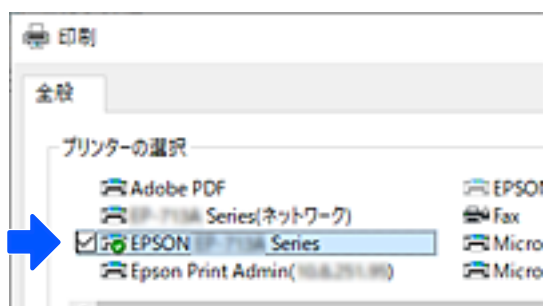 印刷
全般
プリンターの選択
Adobe PDF
Series(ネットワーク)
EPSON Series
Epson Print Admin( )
EPSON
Fax
Micro
Micro